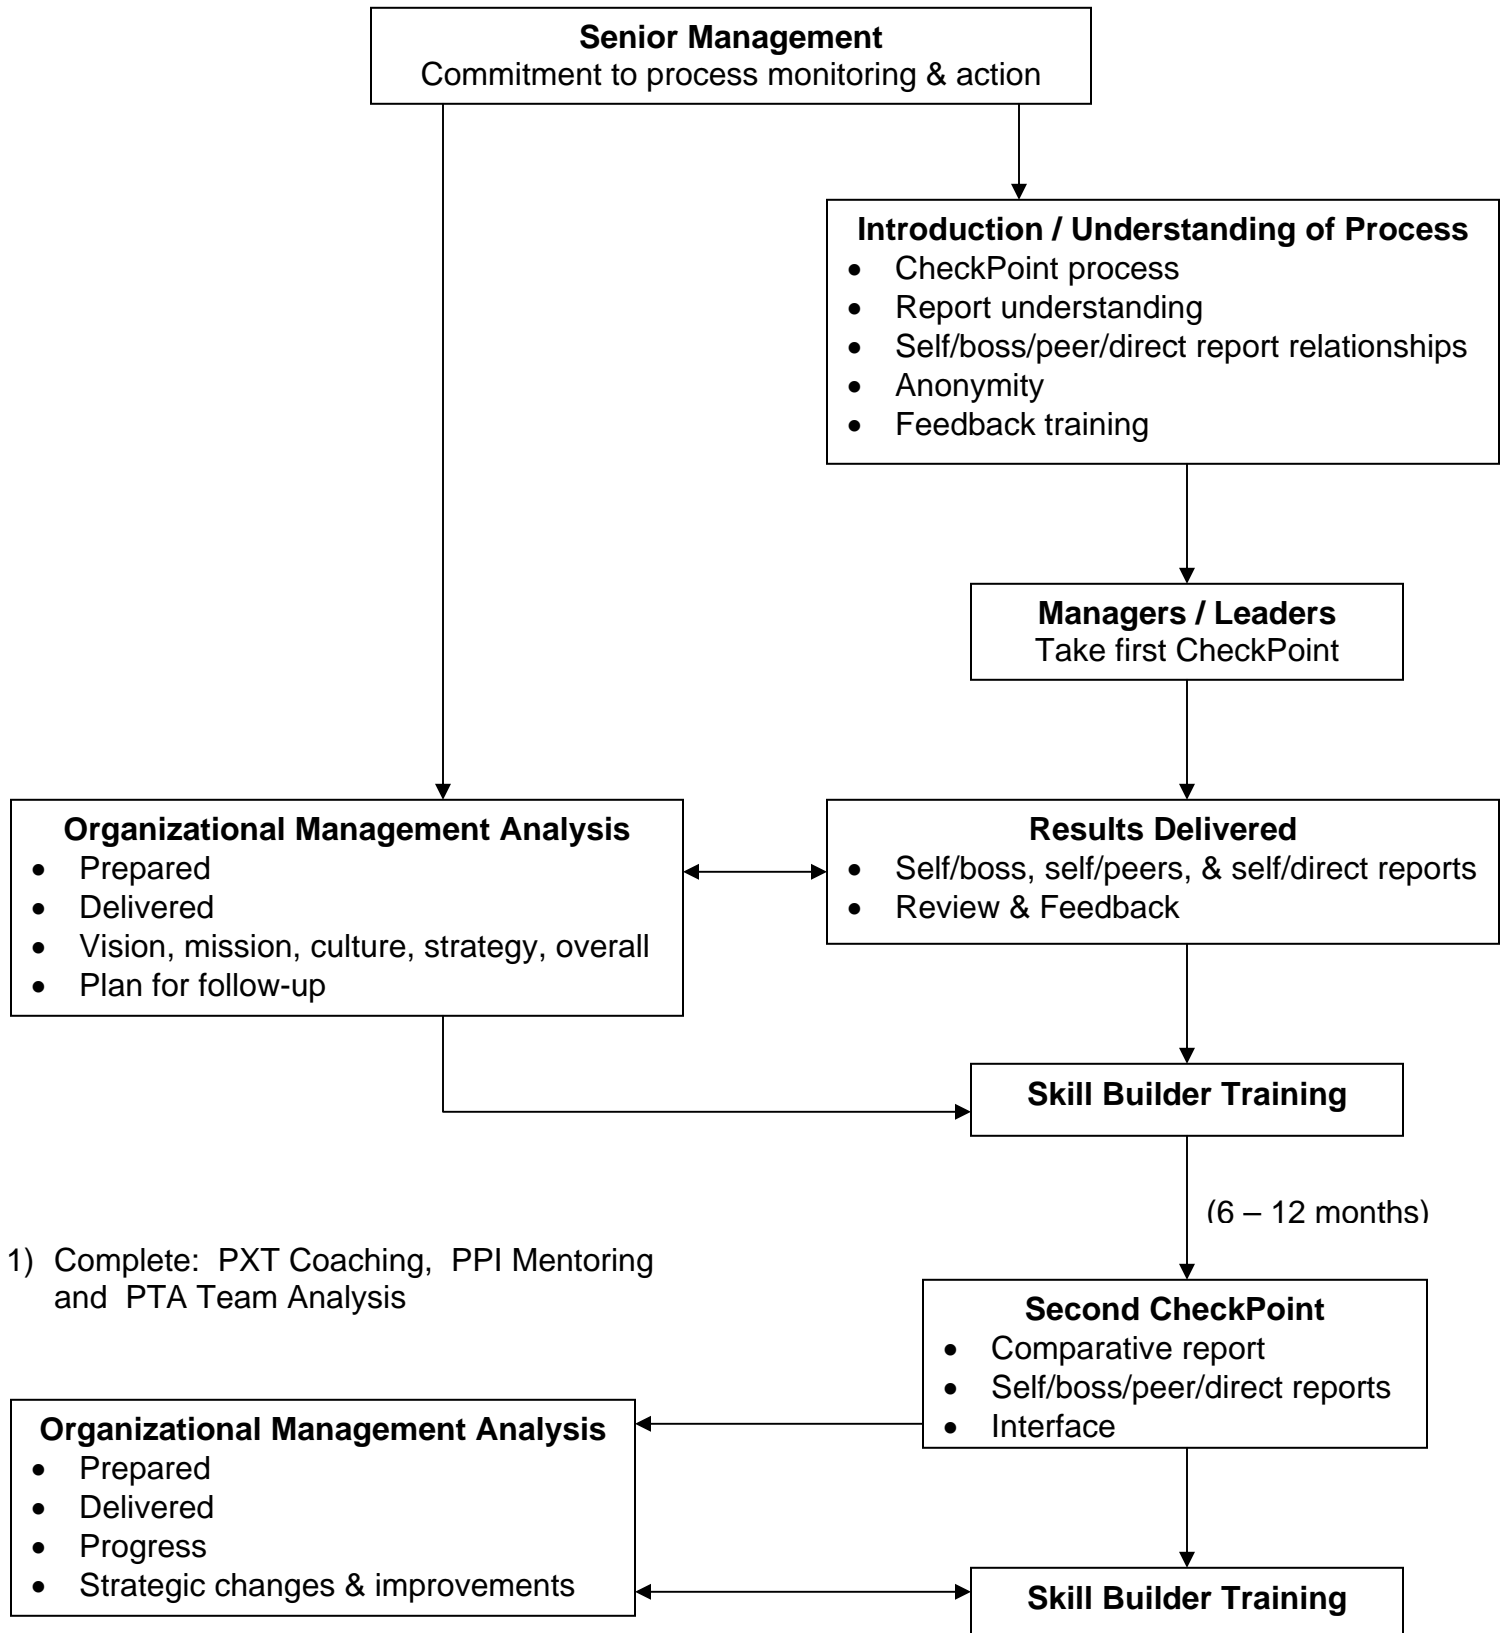 Senior Management
Commitment to process monitoring & action
Introduction / Understanding of Process
• CheckPoint process
• Report understanding
• Self/boss/peer/direct report relationships
• Anonymity
• Feedback training
Managers / Leaders
Take first CheckPoint
Organizational Management Analysis
• Prepared
• Delivered
• Vision, mission, culture, strategy, overall
• Plan for follow-up
Results Delivered
• Self/boss, self/peers, & self/direct reports
• Review & Feedback
Skill Builder Training
(6 – 12 months)
1) Complete: PXT Coaching, PPI Mentoring
and PTA Team Analysis
Second CheckPoint
• Comparative report
• Self/boss/peer/direct reports
• Interface
Organizational Management Analysis
• Prepared
• Delivered
• Progress
• Strategic changes & improvements
Skill Builder Training